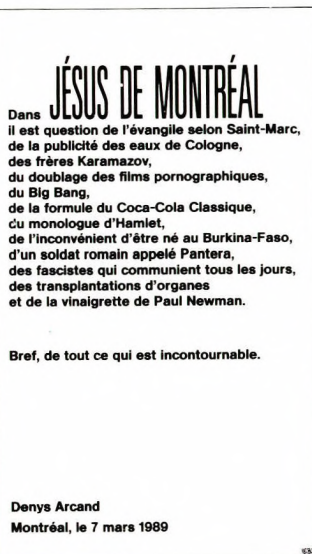 Dans JÉSUS DE MONTRÉAL
il est question de l'évangile selon Saint-Marc,
de la publicité des eaux de Cologne,
des frères Karamazov,
du doublage des films pornographiques,
du Big Bang,
de la formule du Coca-Cola Classique,
du monologue d'Hamlet,
de l'inconvénient d'être né au Burkina-Faso,
d'un soldat romain appelé Pantera,
des fascistes qui communient tous les jours,
des transplantations d'organes
et de la vinaigrette de Paul Newman.
Bref, de tout ce qui est incontournable.
Denys Arcand
Montréal, le 7 mars 1989